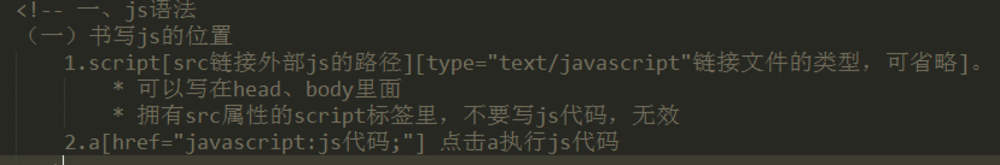 <!-- 一、js语法
（一）书写js的位置
1.script[src链接外部js的路径][type="text/javascript"链接文件的类型，可省略]。
* 可以写在head、body里面
* 拥有src属性的script标签里，不要写js代码，无效
2.a[href="javascript:js代码;"] 点击a执行js代码